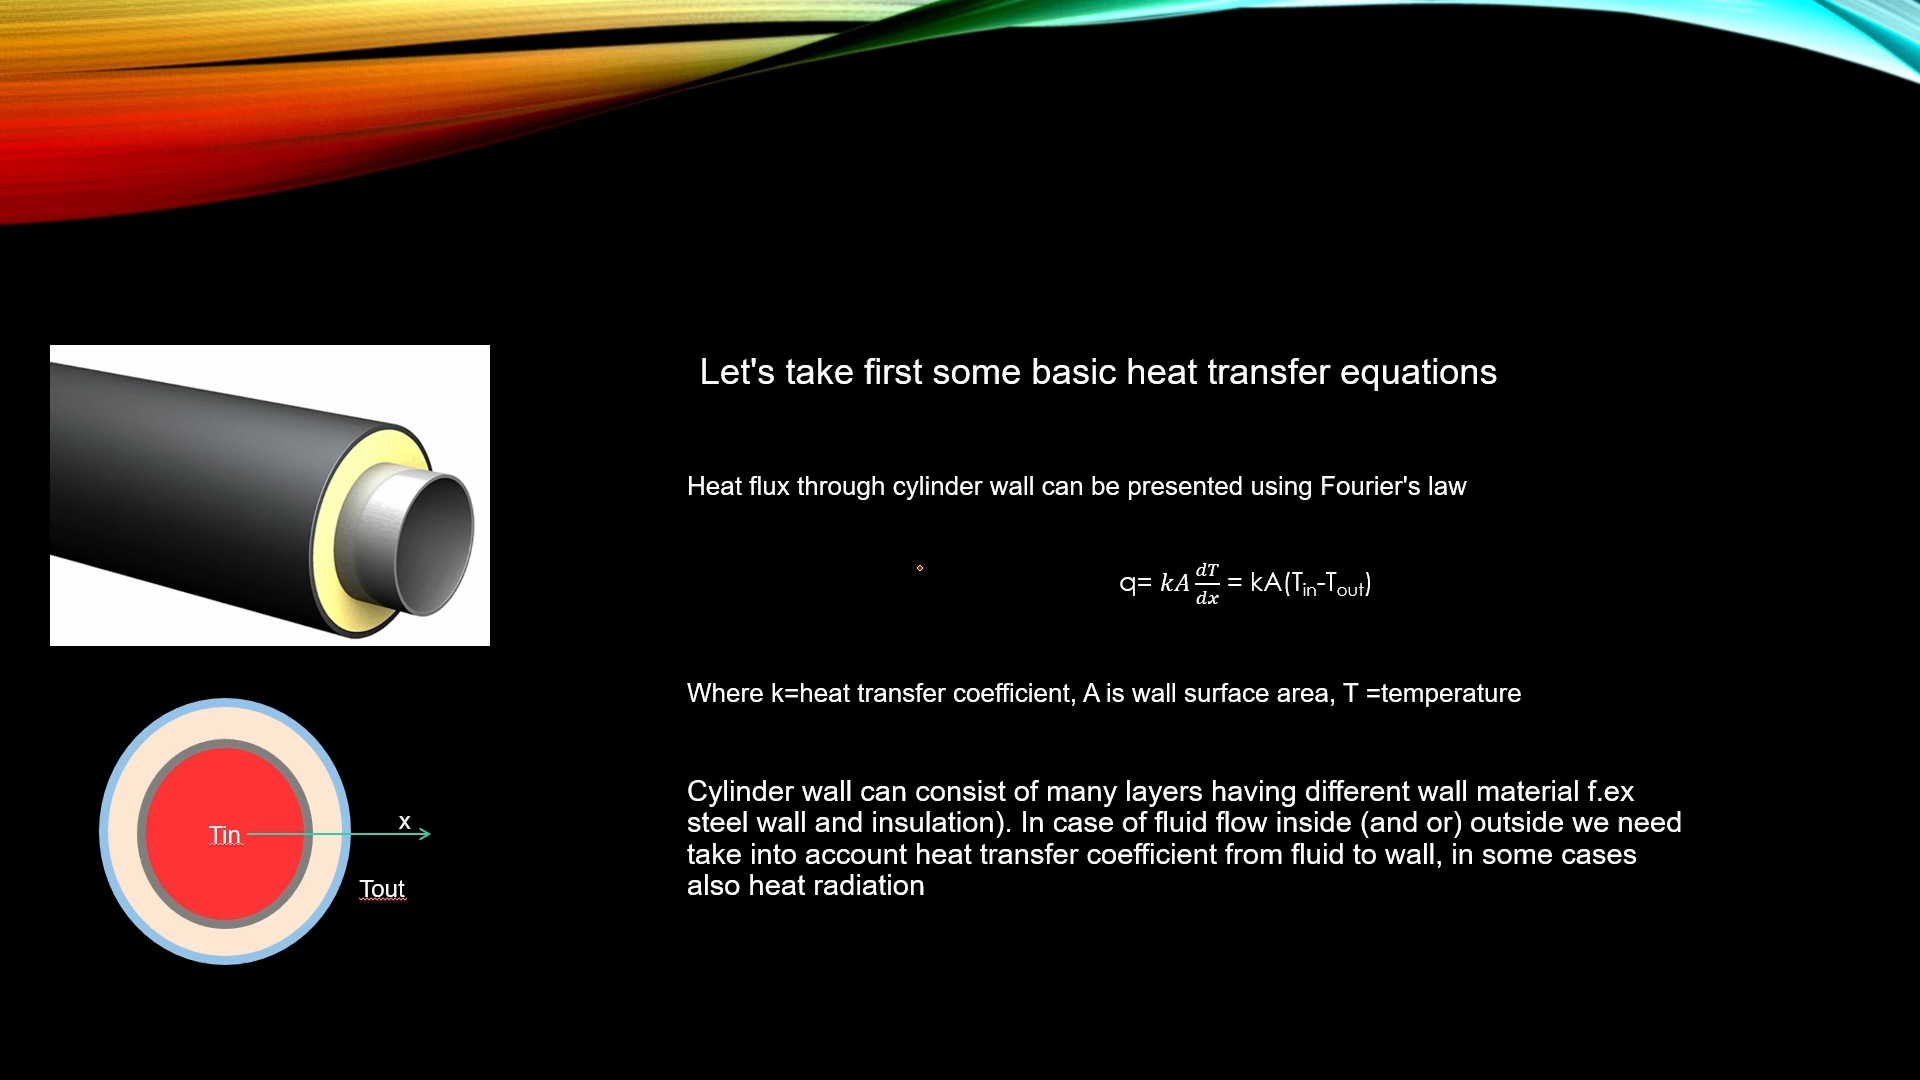 Let's take first some basic heat transfer equations
Heat flux through cylinder wall can be presented using Fourier's law
q= kA dT/dx = kA(Tin-Tout)
Where k=heat transfer coefficient, A is wall surface area, T =temperature
Cylinder wall can consist of many layers having different wall material f.ex
steel wall and insulation). In case of fluid flow inside (and or) outside we need
take into account heat transfer coefficient from fluid to wall, in some cases
also heat radiation
x
Tin
Tout